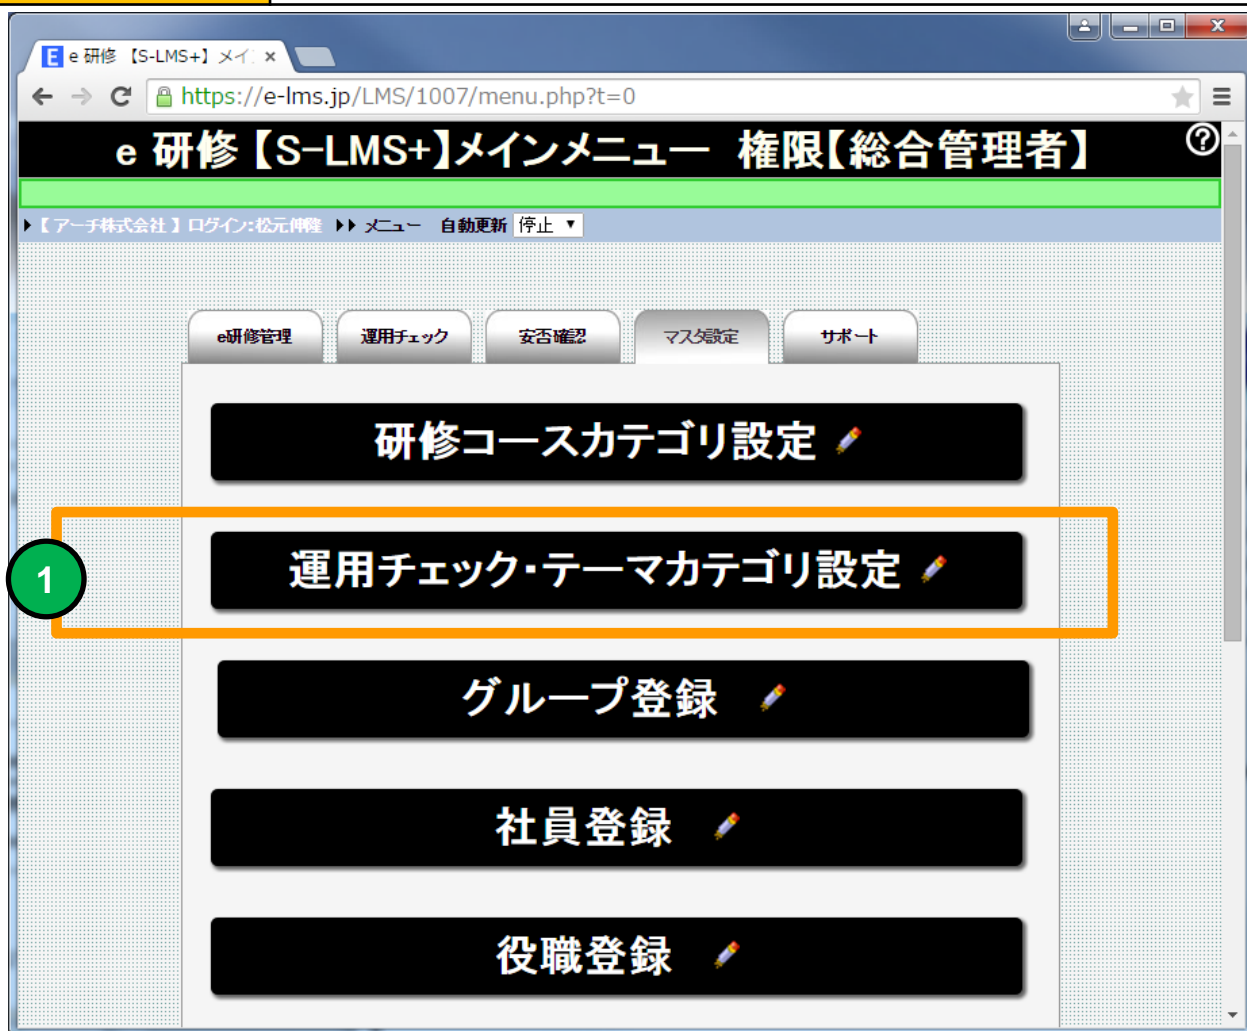 e 研修 【S-LMS+】 メイ
https://e-lms.jp/LMS/1007/menu.php?t=0
e 研修【S-LMS+】メインメニュー 権限【総合管理者】
【 アーチ株式会社 】 ログイン:松元伸隆 メニュー 自動更新 停止
e研修管理 運用チェック 安否確認 マスタ設定 サポート
研修コースカテゴリ設定
1
運用チェック・テーマカテゴリ設定
グループ登録
社員登録
役職登録